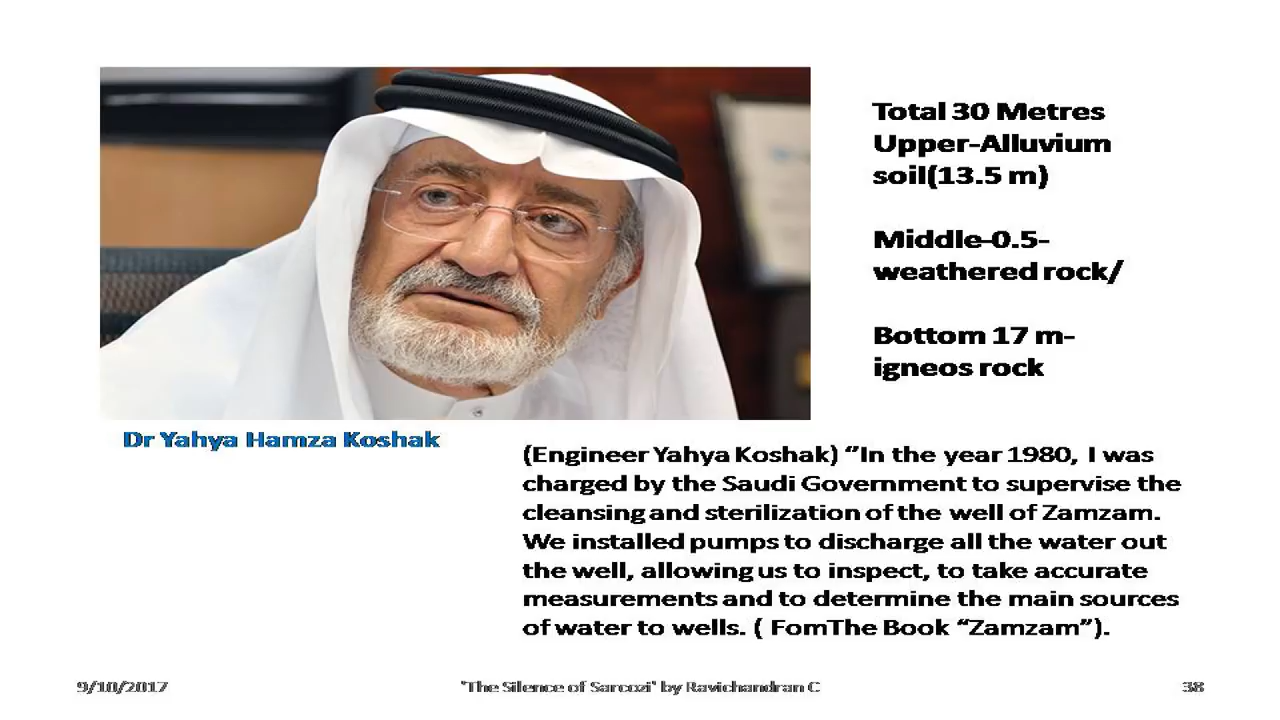 Total 30 Metres
Upper-Alluvium
soil(13.5 m)
Middle-0.5-
weathered rock/
Bottom 17 m-
igneos rock
Dr Yahya Hamza Koshak
(Engineer Yahya Koshak) “In the year 1980, I was
charged by the Saudi Government to supervise the
cleansing and sterilization of the well of Zamzam.
We installed pumps to discharge all the water out
the well, allowing us to inspect, to take accurate
measurements and to determine the main sources
of water to wells. ( FomThe Book “Zamzam”).
9/10/2017
'The Silence of Sarcozi' by Ravichandran C
38